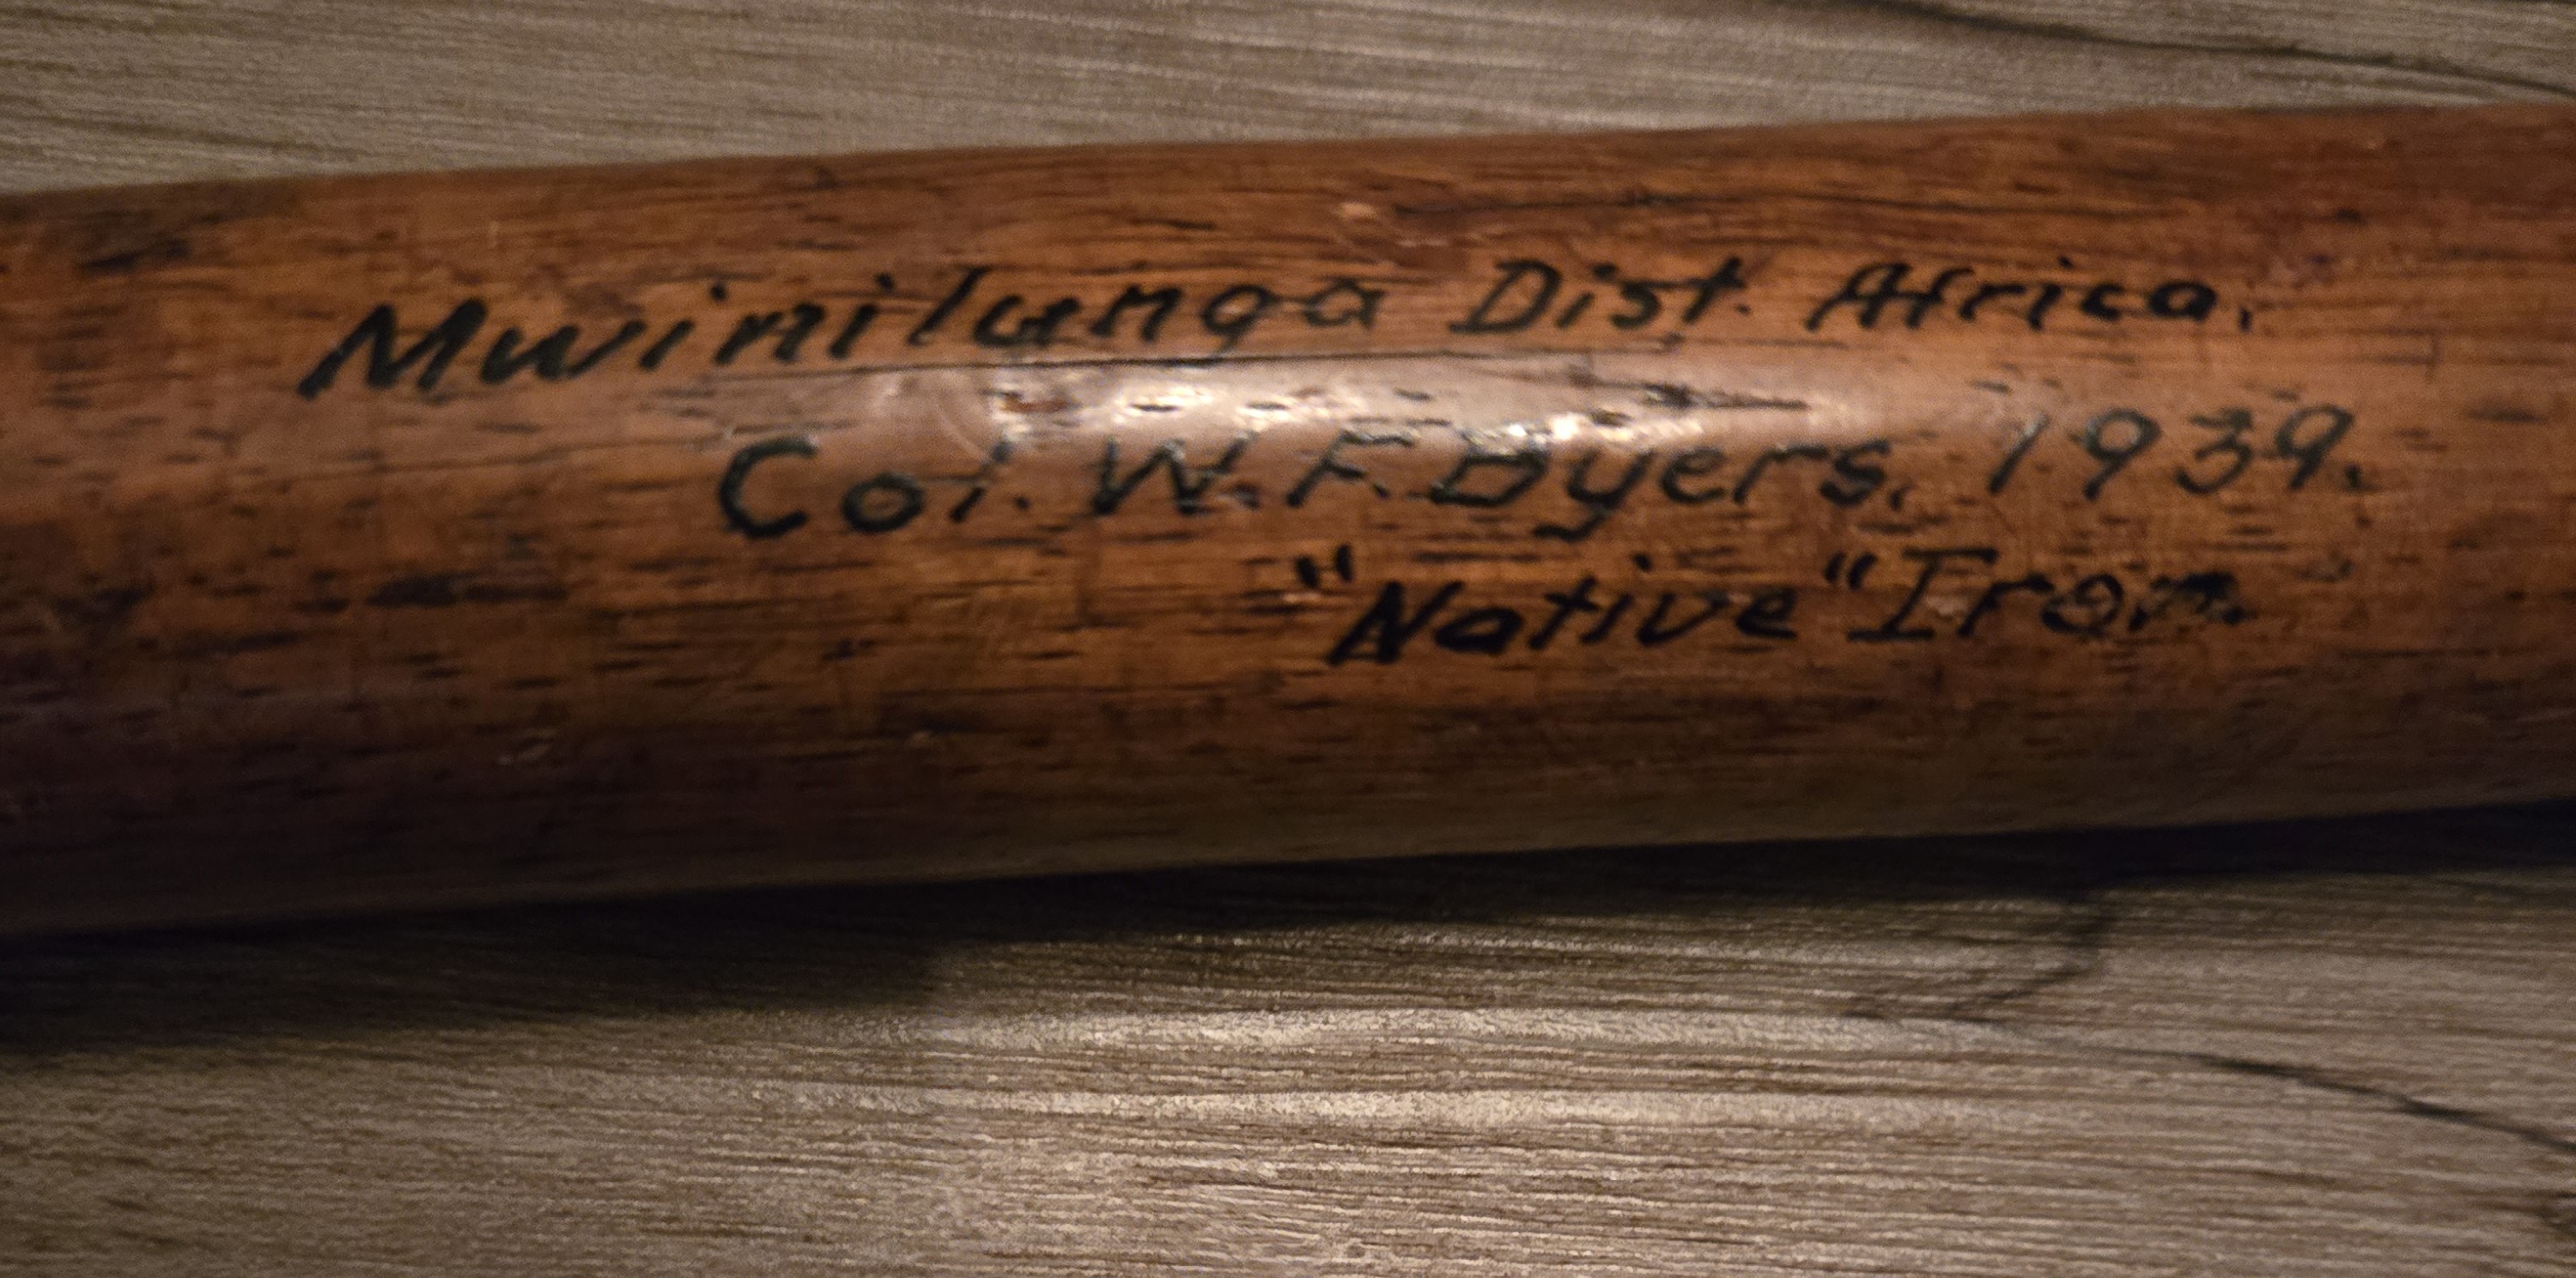 Mwinilunga Dist. Africa.
Col. W.F. Byers. 1939.
"Native" Iron.